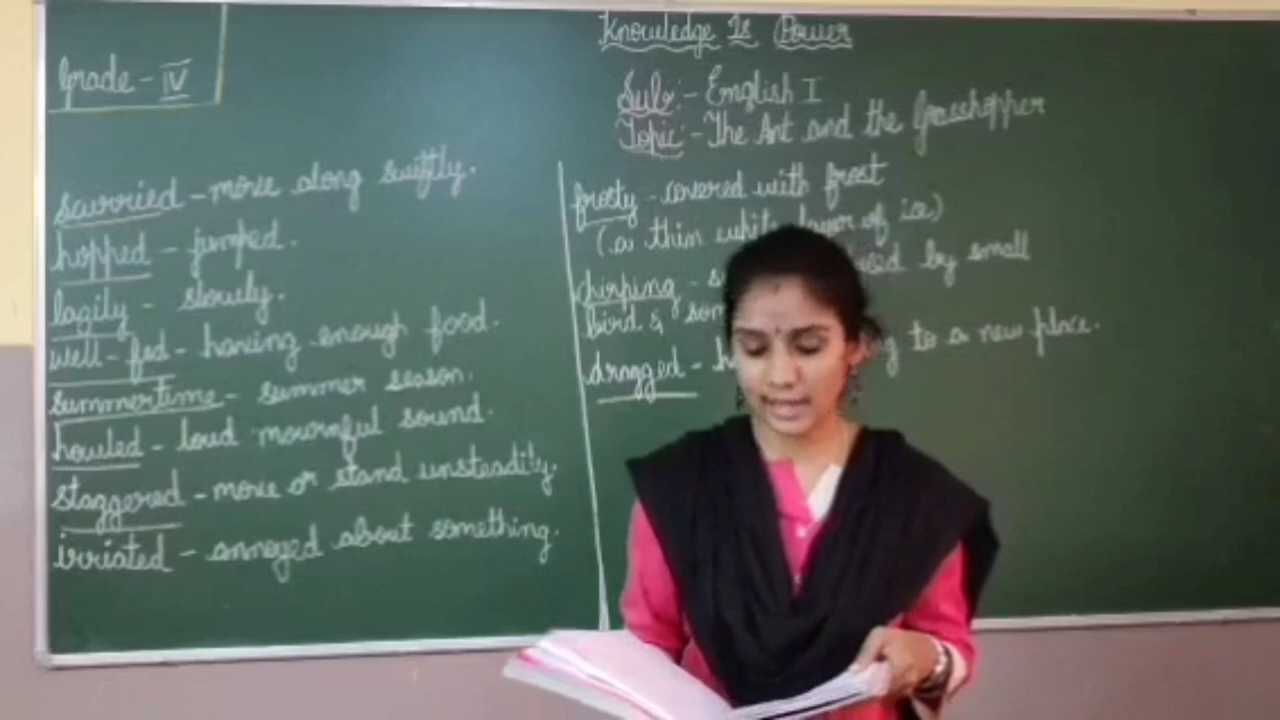 Knowledge Is Power
Grade - IV
Sub:- English I
Topic:- The Ant and the Grasshopper
scurried - move along swiftly.
hopped - jumped.
lazily - slowly.
well-fed - having enough food.
summertime - summer season.
howled - loud mournful sound.
staggered - move or stand unsteadily.
irriated - annoyed about something.
frosty - covered with frost
(a thin white layer of ice)
chirping - by small
bird &
dragged - to a new place.